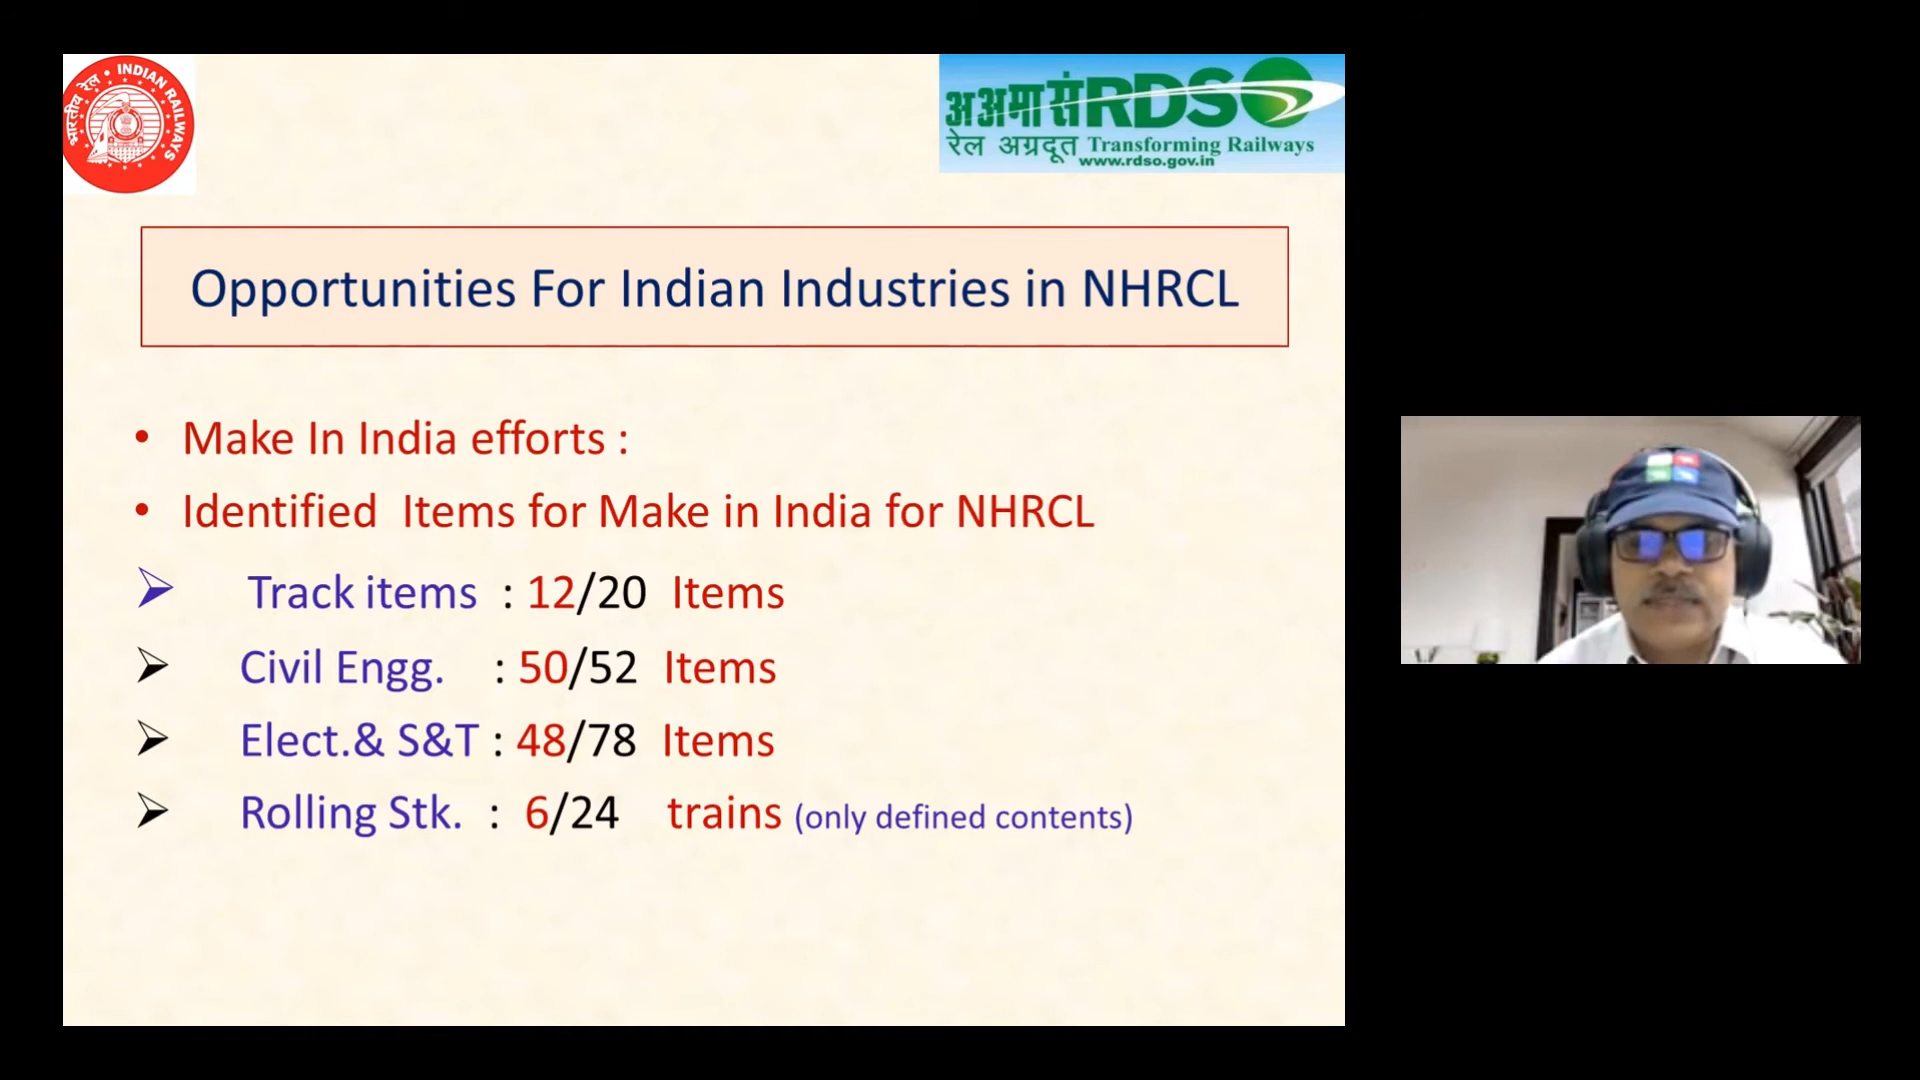 भारतीय रेल • INDIAN RAILWAYS
अअमासं RDSO
रेल अग्रदूत Transforming Railways
www.rdso.gov.in
Opportunities For Indian Industries in NHRCL
• Make In India efforts :
• Identified Items for Make in India for NHRCL
➢ Track items : 12/20 Items
➢ Civil Engg. : 50/52 Items
➢ Elect.& S&T : 48/78 Items
➢ Rolling Stk. : 6/24 trains (only defined contents)